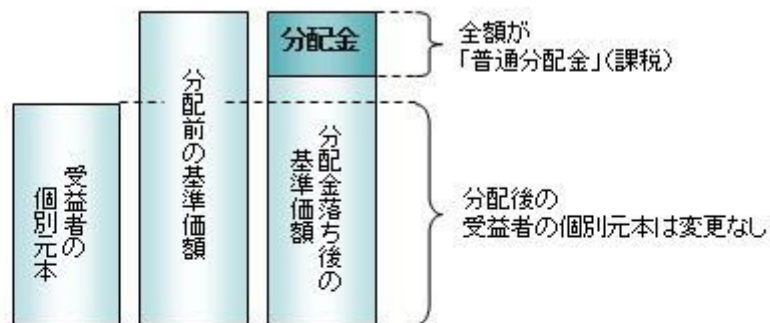 分配金
全額が
「普通分配金」(課税)
受益者の
個別元本
分配前の基準価額
分配金落ち後の
基準価額
分配後の
受益者の個別元本は変更なし